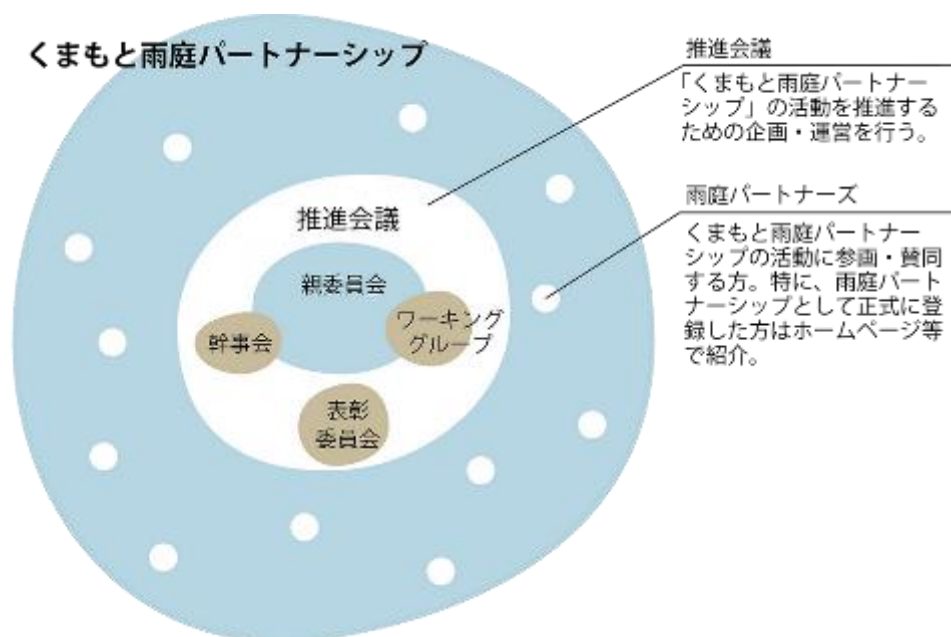 くまもと雨庭パートナーシップ
推進会議
親委員会
幹事会
ワーキング
グループ
表彰
委員会
推進会議
「くまもと雨庭パートナー
シップ」の活動を推進する
ための企画・運営を行う。
雨庭パートナーズ
くまもと雨庭パートナー
シップの活動に参画・賛同
する方。特に、雨庭パート
ナーシップとして正式に登
録した方はホームページ等
で紹介。